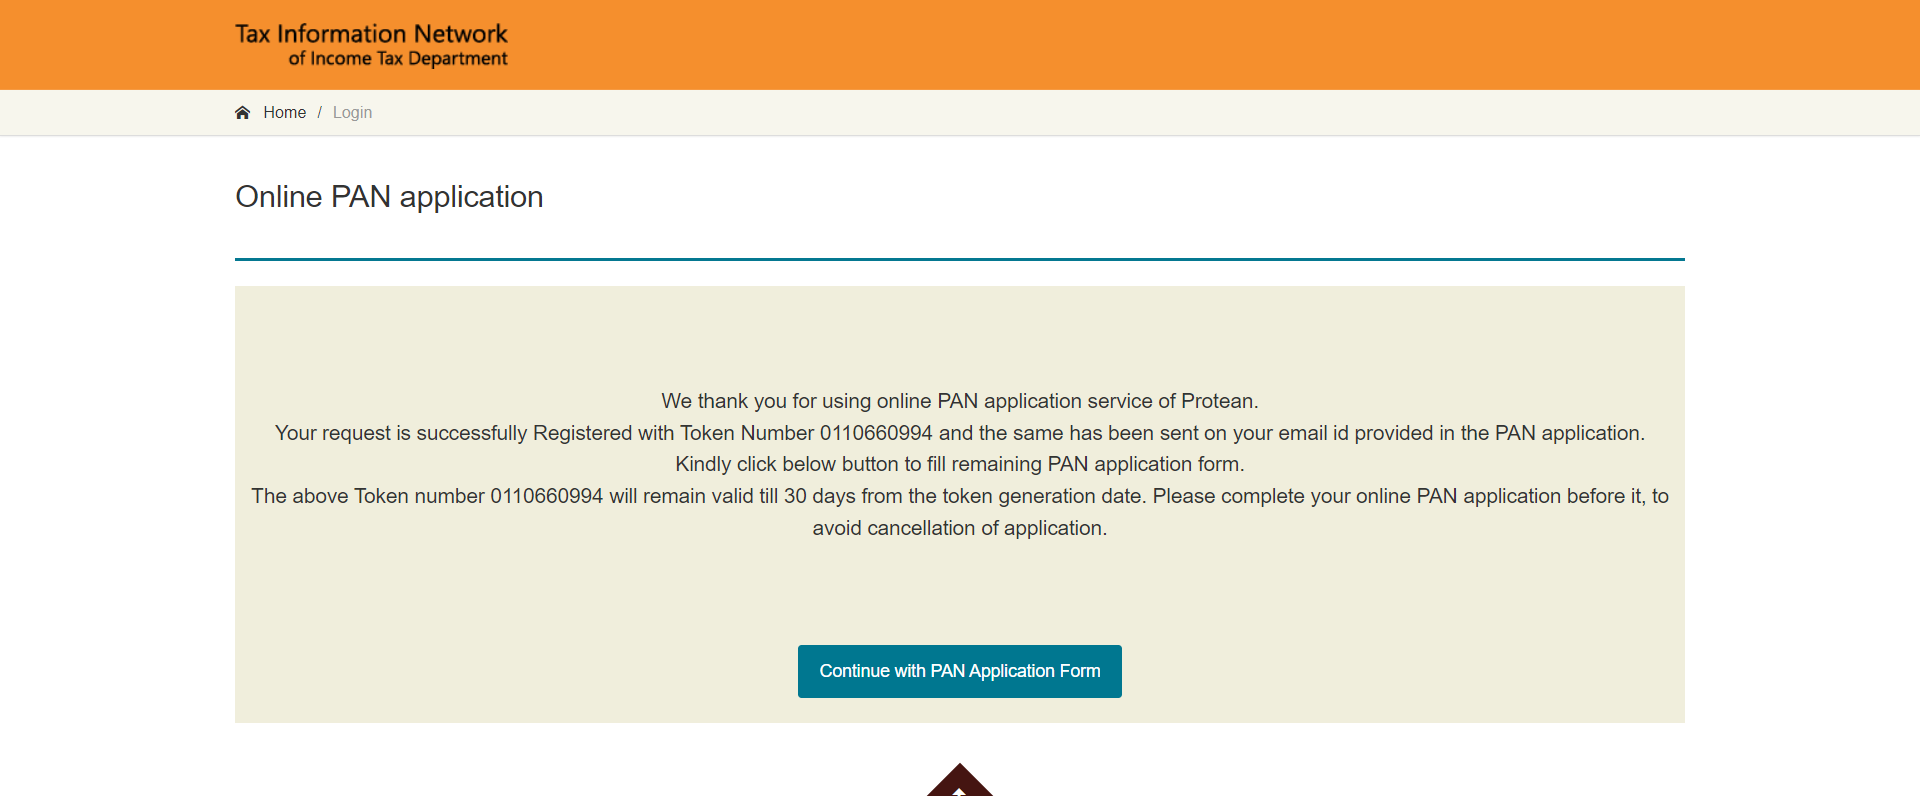 Tax Information Network
of Income Tax Department
Home / Login
Online PAN application
We thank you for using online PAN application service of Protean.
Your request is successfully Registered with Token Number 0110660994 and the same has been sent on your email id provided in the PAN application.
Kindly click below button to fill remaining PAN application form.
The above Token number 0110660994 will remain valid till 30 days from the token generation date. Please complete your online PAN application before it, to
avoid cancellation of application.
Continue with PAN Application Form